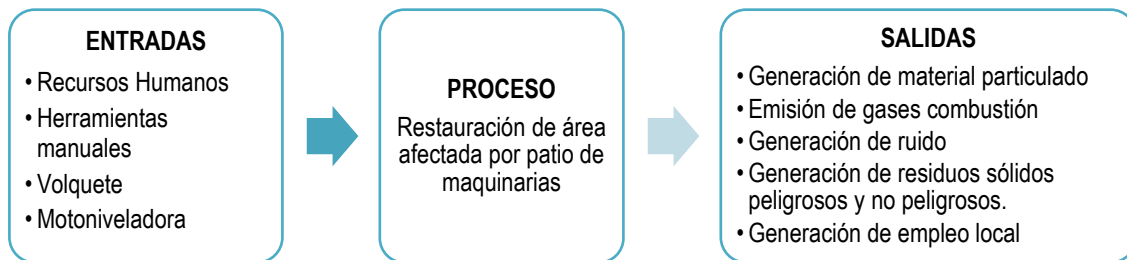 ENTRADAS
• Recursos Humanos
• Herramientas
manuales
• Volquete
• Motoniveladora
PROCESO
Restauración de área
afectada por patio de
maquinarias
SALIDAS
• Generación de material particulado
• Emisión de gases combustión
• Generación de ruido
• Generación de residuos sólidos
peligrosos y no peligrosos.
• Generación de empleo local